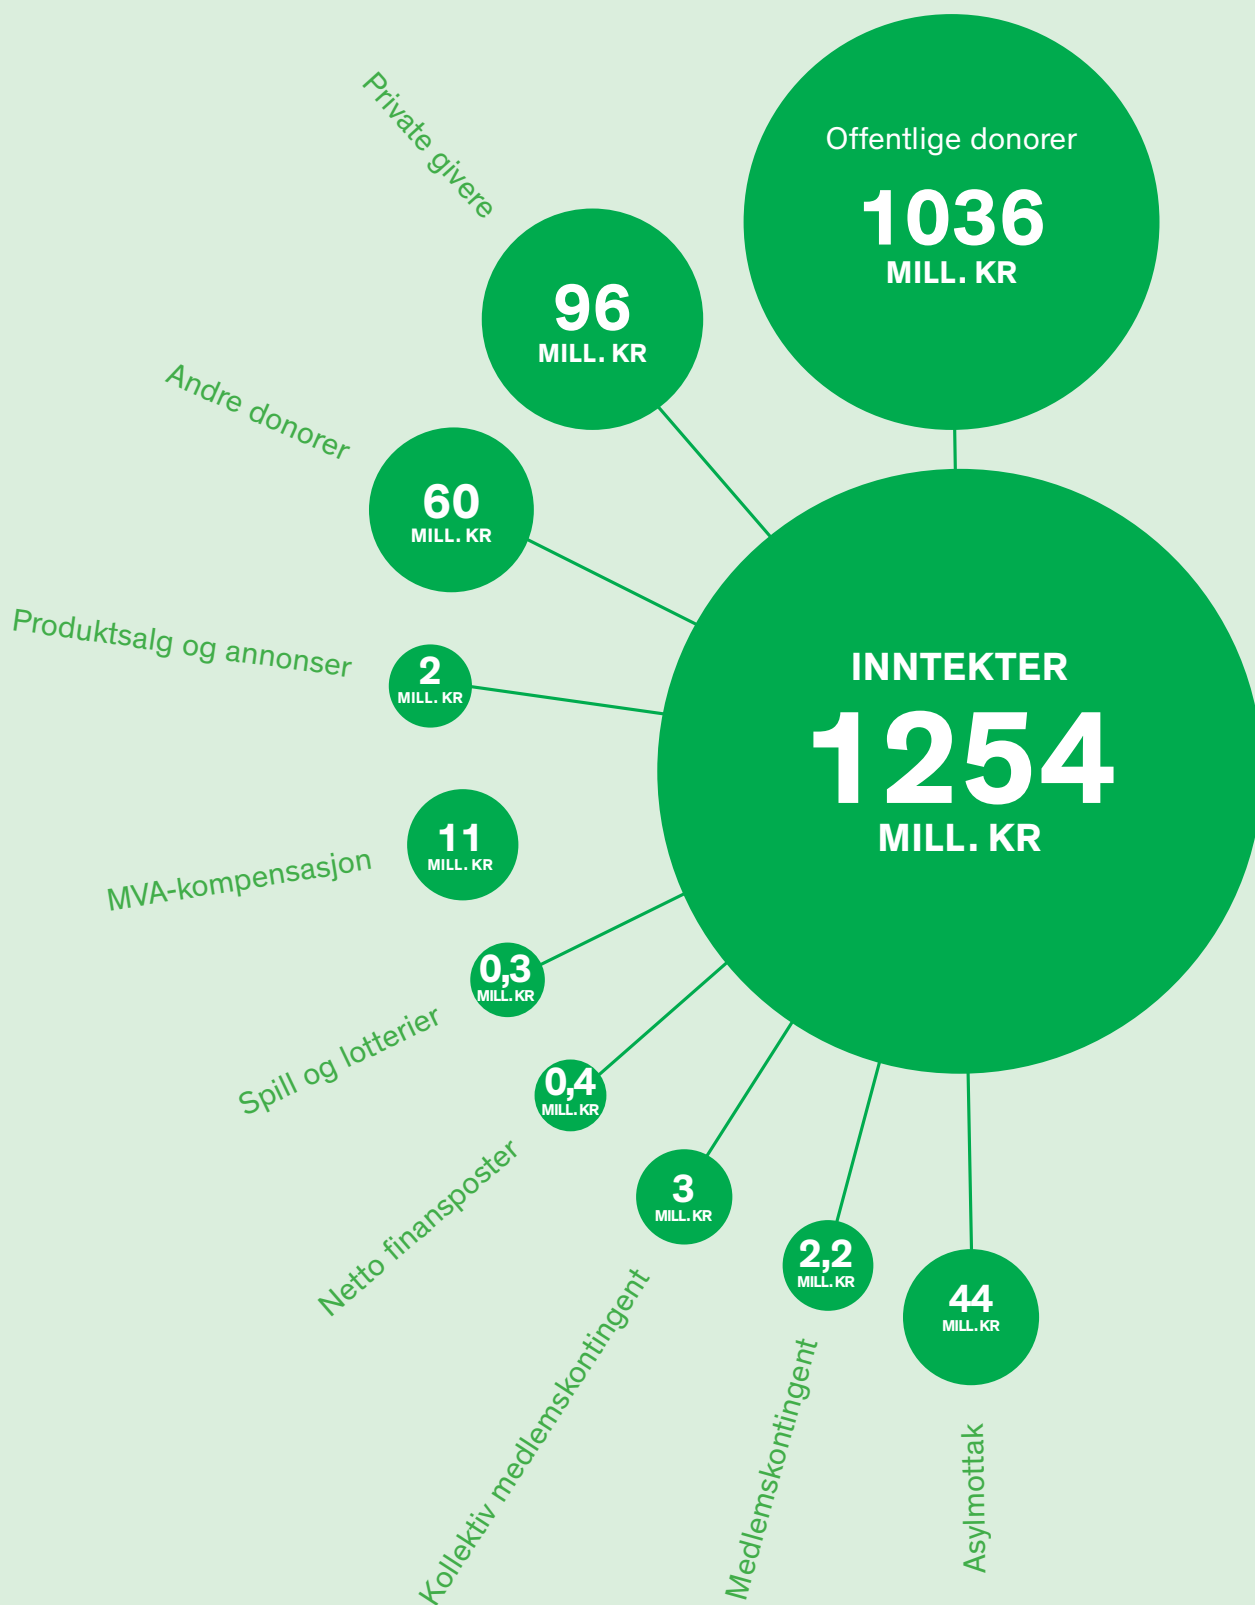 Offentlige donorer
1036
MILL. KR
Private givere
96
MILL. KR
Andre donorer
60
MILL. KR
Produktsalg og annonser
2
MILL. KR
INNTEKTER
1254
MILL. KR
MVA-kompensasjon
11
MILL. KR
Spill og lotterier
0,3
MILL. KR
Netto finansposter
0,4
MILL. KR
Kollektiv medlemskontingent
3
MILL. KR
Medlemskontingent
2,2
MILL. KR
Asylmottak
44
MILL. KR